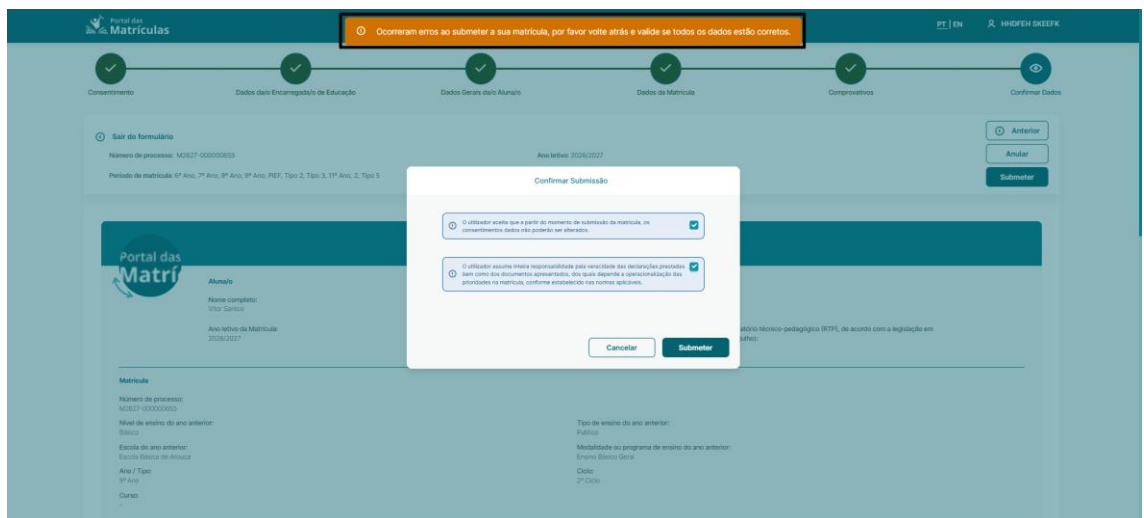 Portal das
Matrículas
Ocorreram erros ao submeter a sua matrícula, por favor volte atrás e valide se todos os dados estão corretos.
PT | EN
HHDFEH SKEEFK
Consentimento
Dados da/o Encarregada/o de Educação
Dados Gerais da/o Aluna/o
Dados da Matrícula
Comprovativos
Confirmar Dados
Sair do formulário
Anterior
Número de processo: M2627-000000655
Ano letivo: 2026/2027
Anular
Período de matrícula: 6º Ano, 7º Ano, 8º Ano, 9º Ano, PIEF, Tipo 2, Tipo 3, 11º Ano, 2, Tipo 5
Submeter
Confirmar Submissão
O utilizador aceita que a partir do momento de submissão da matrícula, os
consentimentos dados não poderão ser alterados.
O utilizador assume inteira responsabilidade pela veracidade das declarações prestadas
bem como dos documentos apresentados, dos quais depende a operacionalização das
prioridades na matrícula, conforme estabelecido nas normas aplicáveis.
Cancelar
Submeter
Portal das
Matrí
Aluna/o
Nome completo:
Vitor Santos
Ano letivo da Matrícula:
2026/2027
técnico-pedagógico (RTP), de acordo com a legislação em
Matrícula
Número de processo:
M2627-000000655
Nível de ensino do ano anterior:
Básico
Tipo de ensino do ano anterior:
Publico
Escola do ano anterior:
Escola Básica de Arouca
Modalidade ou programa de ensino do ano anterior:
Ensino Básico Geral
Ano / Tipo:
9º Ano
Ciclo:
2º Ciclo
Curso:
-